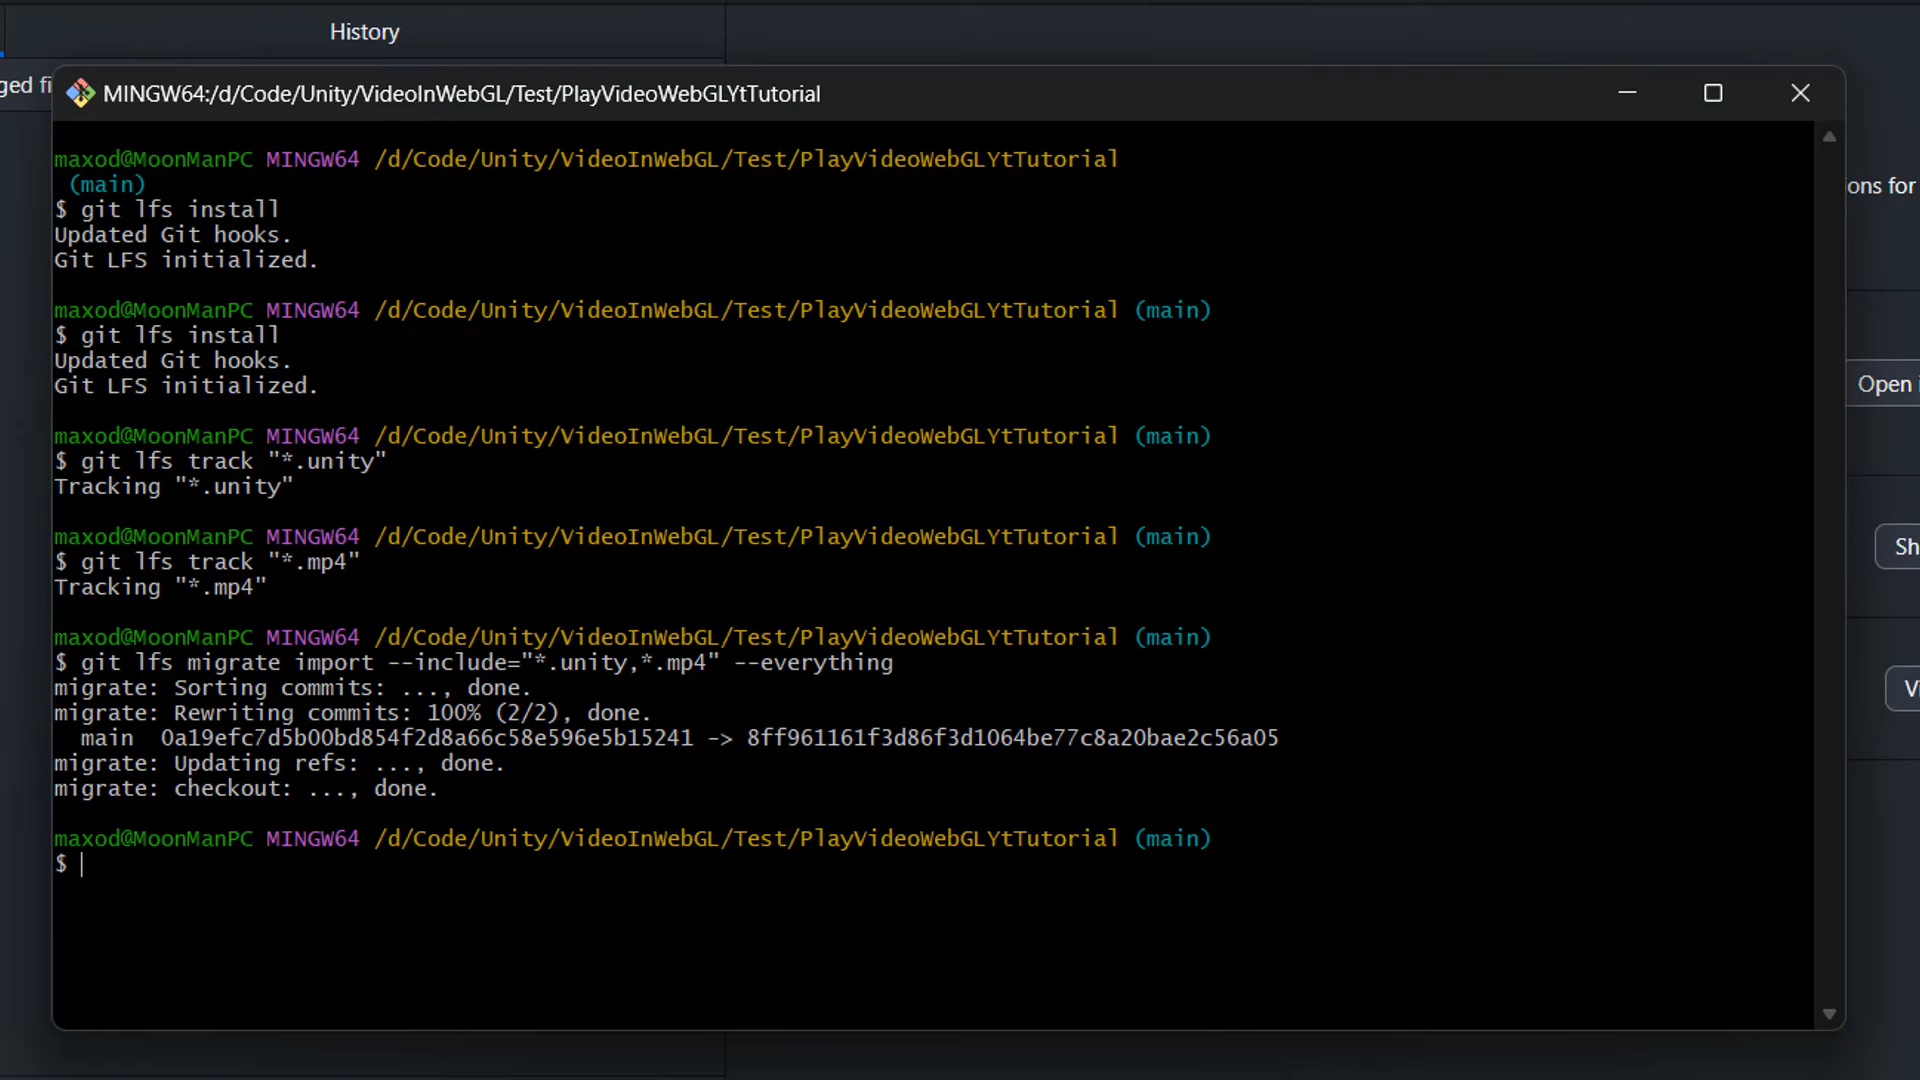 History
ged fi
MINGW64:/d/Code/Unity/VideoInWebGL/Test/PlayVideoWebGLYtTutorial
maxod@MoonManPC MINGW64 /d/Code/Unity/VideoInWebGL/Test/PlayVideoWebGLYtTutorial
(main)
$ git lfs install
Updated Git hooks.
Git LFS initialized.
maxod@MoonManPC MINGW64 /d/Code/Unity/VideoInWebGL/Test/PlayVideoWebGLYtTutorial (main)
$ git lfs install
Updated Git hooks.
Git LFS initialized.
maxod@MoonManPC MINGW64 /d/Code/Unity/VideoInWebGL/Test/PlayVideoWebGLYtTutorial (main)
$ git lfs track "*.unity"
Tracking "*.unity"
maxod@MoonManPC MINGW64 /d/Code/Unity/VideoInWebGL/Test/PlayVideoWebGLYtTutorial (main)
$ git lfs track "*.mp4"
Tracking "*.mp4"
maxod@MoonManPC MINGW64 /d/Code/Unity/VideoInWebGL/Test/PlayVideoWebGLYtTutorial (main)
$ git lfs migrate import --include="*.unity,*.mp4" --everything
migrate: Sorting commits: ..., done.
migrate: Rewriting commits: 100% (2/2), done.
main 0a19efc7d5b00bd854f2d8a66c58e596e5b15241 -> 8ff961161f3d86f3d1064be77c8a20bae2c56a05
migrate: Updating refs: ..., done.
migrate: checkout: ..., done.
maxod@MoonManPC MINGW64 /d/Code/Unity/VideoInWebGL/Test/PlayVideoWebGLYtTutorial (main)
$
ons for
Open
Sh
Vi